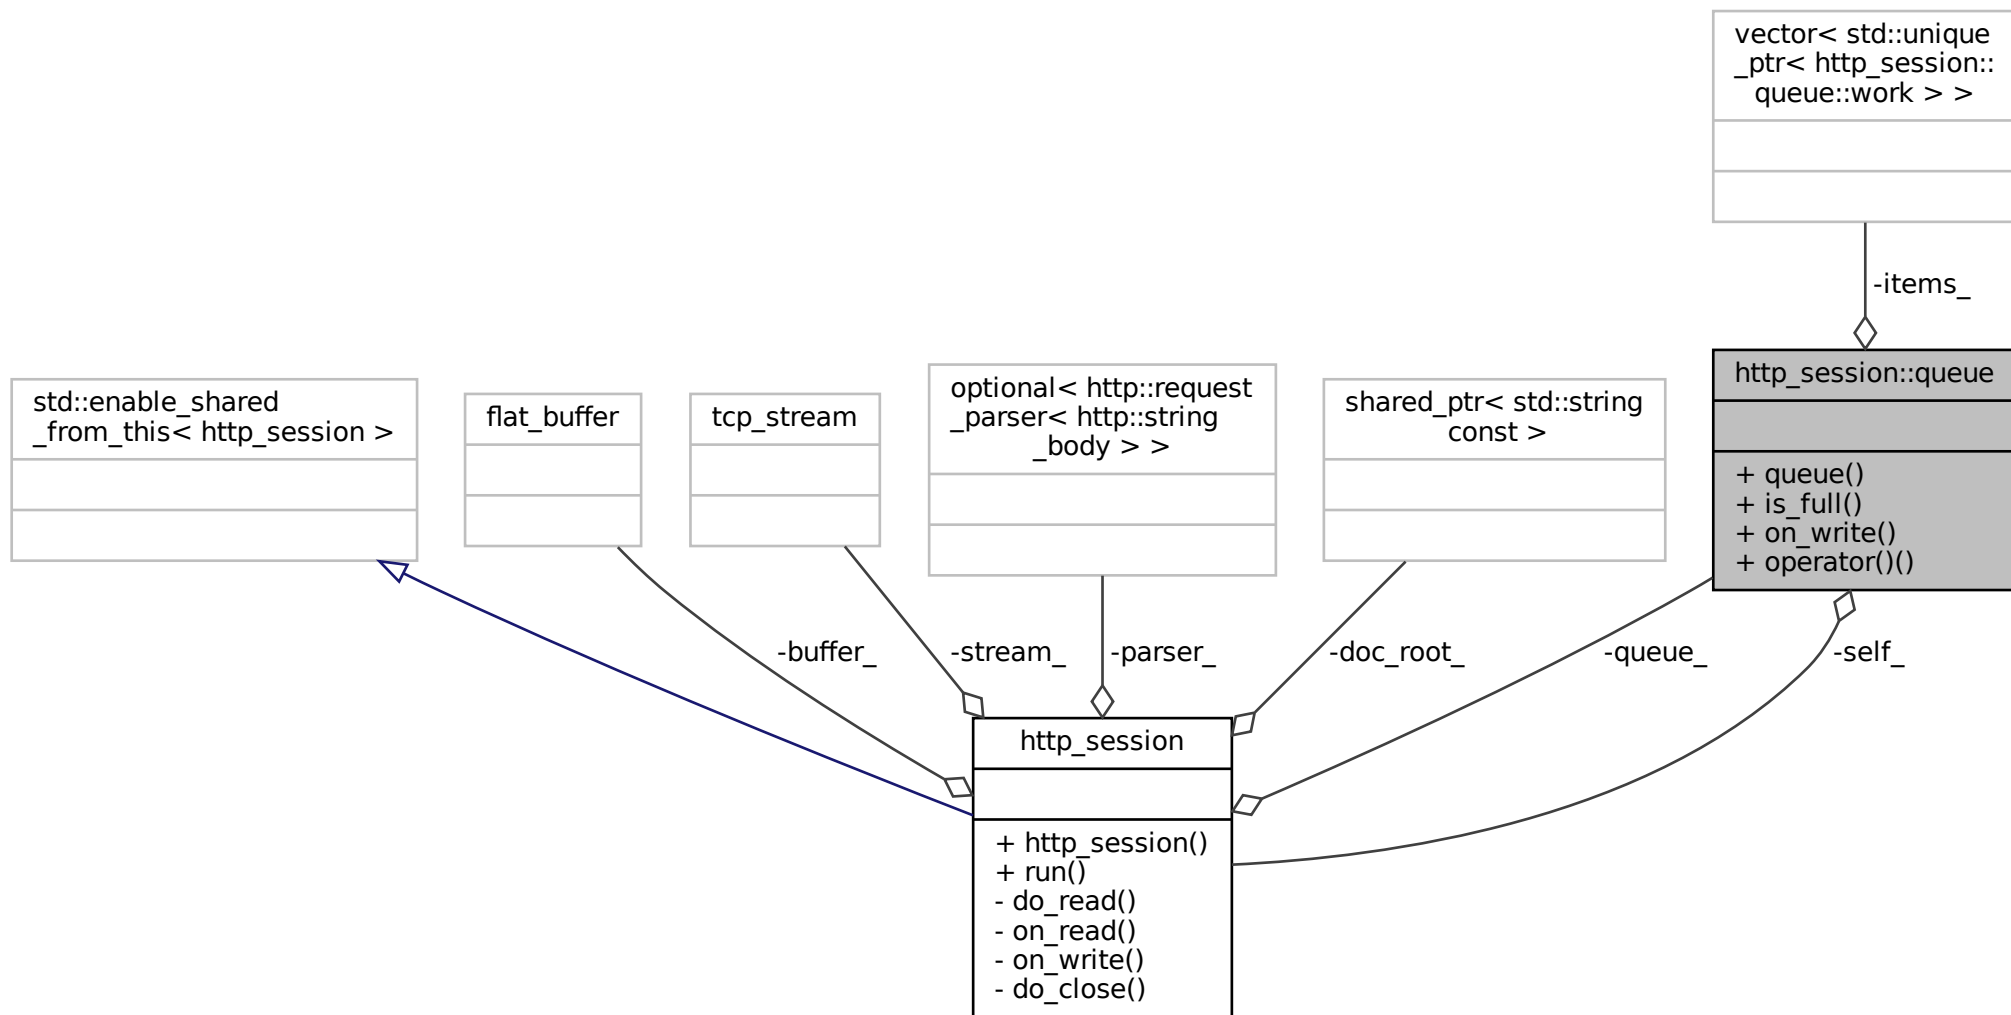 vector< std::unique
_ptr< http_session::
queue::work > >
-items_
http_session::queue
+ queue()
+ is_full()
+ on_write()
+ operator()()
std::enable_shared
_from_this< http_session >
flat_buffer
tcp_stream
optional< http::request
_parser< http::string
_body > >
shared_ptr< std::string
const >
-buffer_
-stream_
-parser_
-doc_root_
-queue_
-self_
http_session
+ http_session()
+ run()
- do_read()
- on_read()
- on_write()
- do_close()